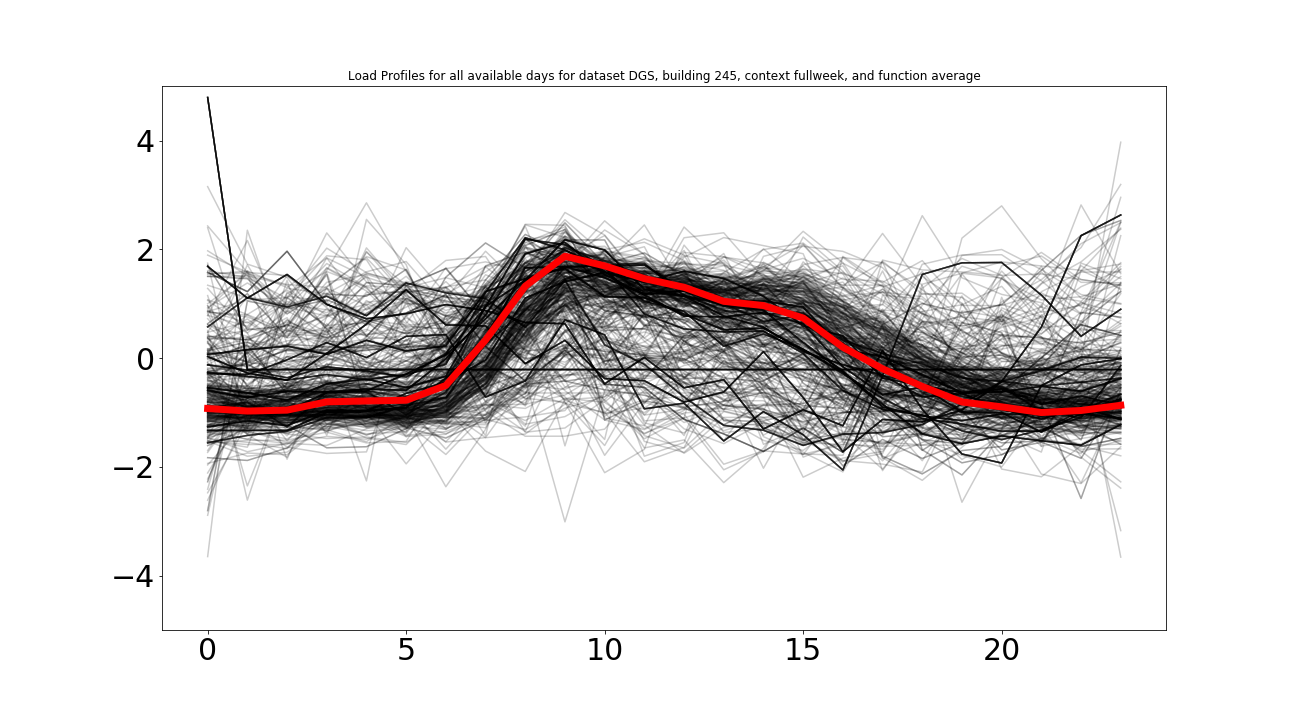 Load Profiles for all available days for dataset DGS, building 245, context fullweek, and function average
4
2
0
−2
−4
0 5 10 15 20